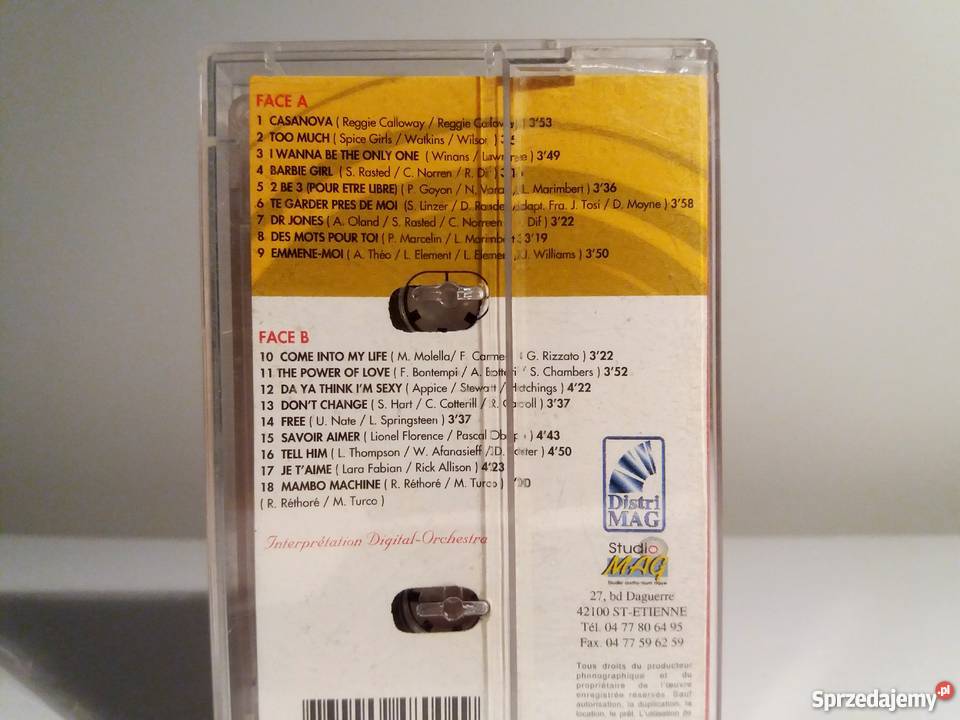 FACE A
1 CASANOVA ( Reggie Calloway / Reggie Calloway ) 3'53
2 TOO MUCH ( Spice Girls / Watkins / Wilson )
3 I WANNA BE THE ONLY ONE ( Winans / Lawrence ) 3'49
4 BARBIE GIRL ( S. Rasted / C. Norren / R. Dif )
5 2 BE 3 (POUR ETRE LIBRE) ( P. Goyon / N. Varak / L. Marimbert ) 3'36
6 TE GARDER PRES DE MOI (S. Linzer / D. Randell / Adapt. Fra. J. Tosí / D. Moyne ) 3'58
7 DR JONES ( A. Oland / S. Rasted / C. Norreen / Dif ) 3'22
8 DES MOTS POUR TOI ( P. Marcelin / L. Marimbert ) 3'19
9 EMMENE-MOI ( A. Théo / L. Element / L. Element / J. Williams ) 3'50
FACE B
10 COME INTO MY LIFE ( M. Molella/ F. Carmen / G. Rizzato ) 3'22
11 THE POWER OF LOVE ( F. Bontempi / A. Botteri / S. Chambers ) 3'52
12 DA YA THINK I'M SEXY ( Appice / Stewart / Hitchings ) 4'22
13 DON'T CHANGE ( S. Hart / C. Cotterill / R. Carroll ) 3'37
14 FREE ( U. Nate / L. Springsteen ) 3'37
15 SAVOIR AIMER ( Lionel Florence / Pascal Obispo ) 4'43
16 TELL HIM ( L. Thompson / W. Afanasieff / D. Foster ) 4'50
17 JE T'AIME ( Lara Fabian / Rick Allison ) 4'23
18 MAMBO MACHINE ( R. Réthoré / M. Turco )
( R. Réthoré / M. Turco )
Interprétation Digital-Orchestra
Distri
MAG
Studio
MAG
27, bd Daguerre
42100 ST-ETIENNE
Tél. 04 77 80 64 95
Fax. 04 77 59 62 59
Tous droits du producteur
phonographique et du
propriétaire de l'œuvre
enregistrée réservés. Sauf
autorisation, la duplication, la
location, le prêt, L'utilisation de
Sprzedajemy.pl